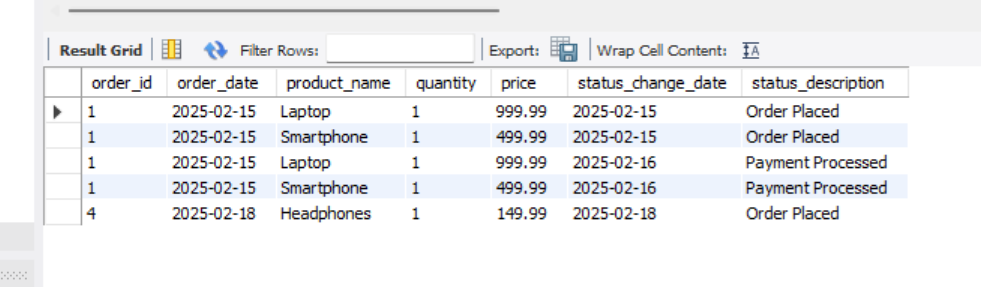 Result Grid Filter Rows: Export: Wrap Cell Content:
order_id order_date product_name quantity price status_change_date status_description
1 2025-02-15 Laptop 1 999.99 2025-02-15 Order Placed
1 2025-02-15 Smartphone 1 499.99 2025-02-15 Order Placed
1 2025-02-15 Laptop 1 999.99 2025-02-16 Payment Processed
1 2025-02-15 Smartphone 1 499.99 2025-02-16 Payment Processed
4 2025-02-18 Headphones 1 149.99 2025-02-18 Order Placed